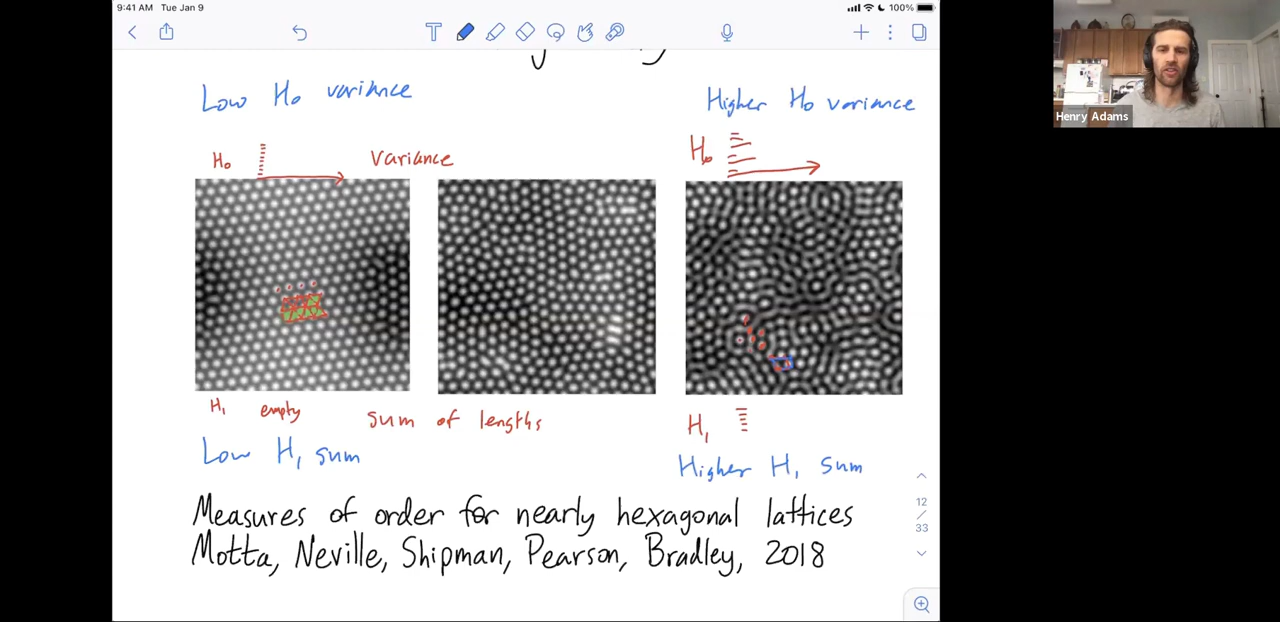 9:41 AM Tue Jan 9
100%
Low H₀ variance
Higher H₀ variance
H₀
variance
H₀
H₁ empty
sum of lengths
H₁
Low H₁ sum
Higher H₁ sum
12
/
33
Measures of order for nearly hexagonal lattices
Motta, Neville, Shipman, Pearson, Bradley, 2018
Henry Adams